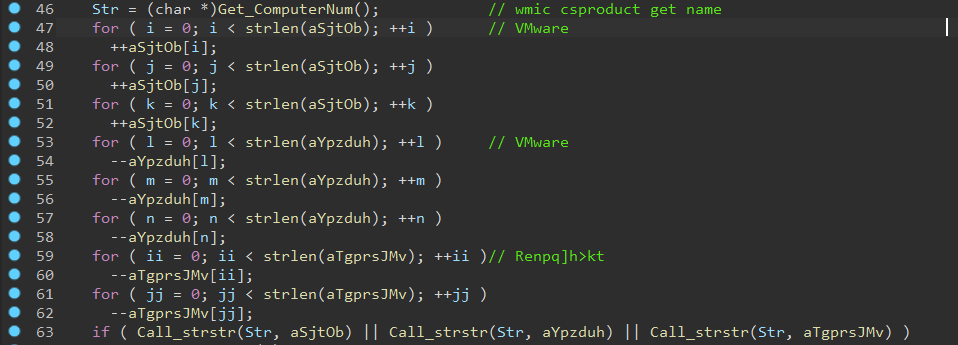 46 Str = (char *)Get_ComputerNum(); // wmic csproduct get name
47 for ( i = 0; i < strlen(aSjtOb); ++i ) // VMware
48 ++aSjtOb[i];
49 for ( j = 0; j < strlen(aSjtOb); ++j )
50 ++aSjtOb[j];
51 for ( k = 0; k < strlen(aSjtOb); ++k )
52 ++aSjtOb[k];
53 for ( l = 0; l < strlen(aYpzduh); ++l ) // VMware
54 --aYpzduh[l];
55 for ( m = 0; m < strlen(aYpzduh); ++m )
56 --aYpzduh[m];
57 for ( n = 0; n < strlen(aYpzduh); ++n )
58 --aYpzduh[n];
59 for ( ii = 0; ii < strlen(aTgprsJMv); ++ii )// Renpq]h>kt
60 --aTgprsJMv[ii];
61 for ( jj = 0; jj < strlen(aTgprsJMv); ++jj )
62 --aTgprsJMv[jj];
63 if ( Call_strstr(Str, aSjtOb) || Call_strstr(Str, aYpzduh) || Call_strstr(Str, aTgprsJMv) )